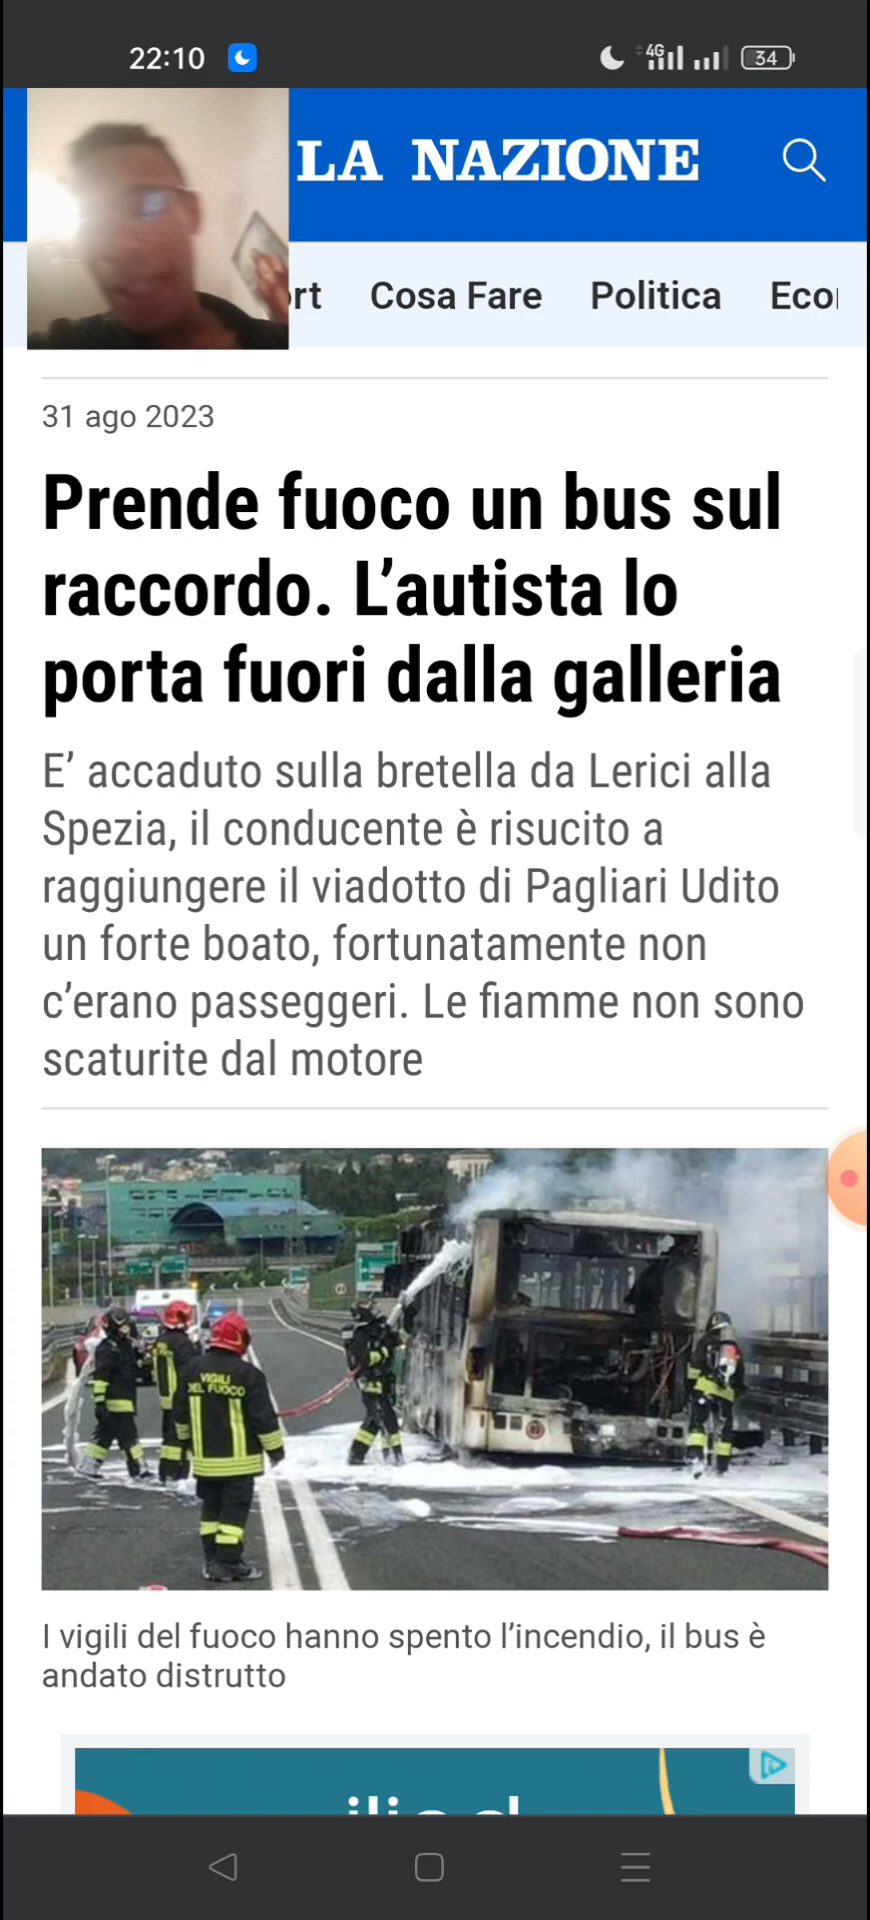 22:10
4G
34
LA NAZIONE
ort Cosa Fare Politica
31 ago 2023
Prende fuoco un bus sul
raccordo. L’autista lo
porta fuori dalla galleria
E’ accaduto sulla bretella da Lerici alla
Spezia, il conducente è risucito a
raggiungere il viadotto di Pagliari Udito
un forte boato, fortunatamente non
c’erano passeggeri. Le fiamme non sono
scaturite dal motore
VIGILI
DEL FUOCO
I vigili del fuoco hanno spento l’incendio, il bus è
andato distrutto